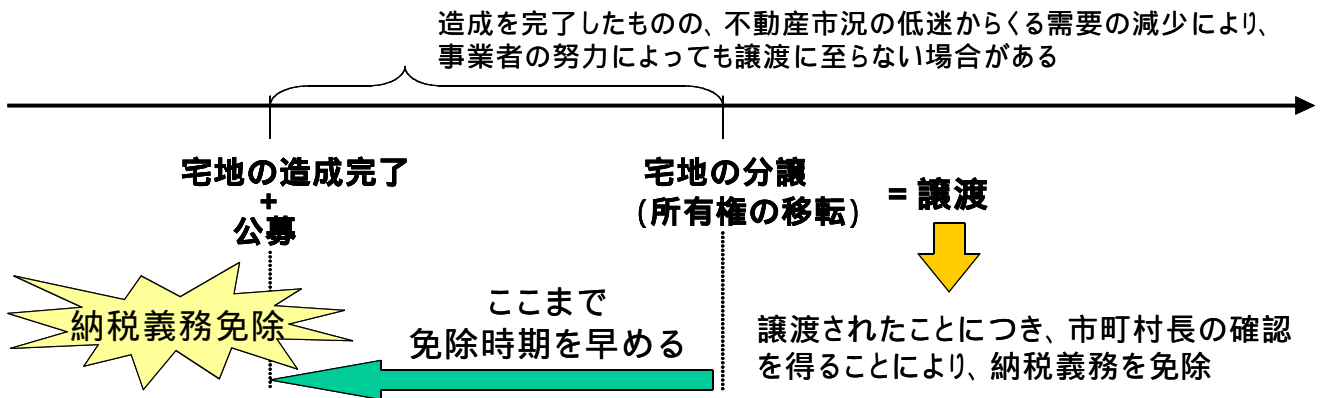 造成を完了したものの、不動産市況の低迷からくる需要の減少により、
事業者の努力によっても譲渡に至らない場合がある
宅地の造成完了
+
公募
宅地の分譲
(所有権の移転)
= 譲渡
納税義務免除
ここまで
免除時期を早める
譲渡されたことにつき、市町村長の確認
を得ることにより、納税義務を免除